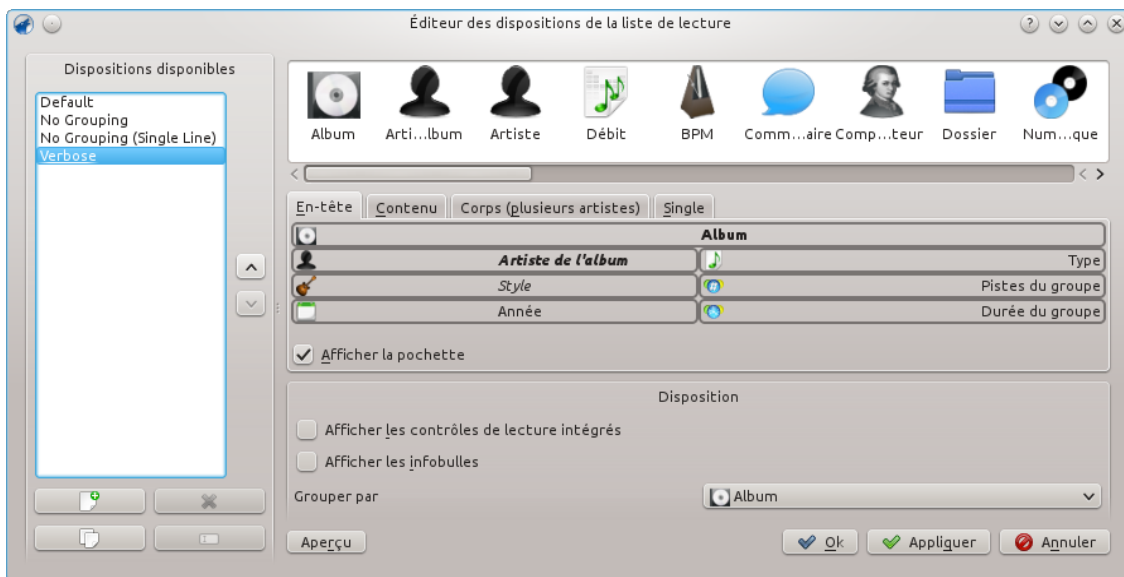 Éditeur des dispositions de la liste de lecture
Dispositions disponibles
Default
No Grouping
No Grouping (Single Line)
Verbose
Album
Arti...lbum
Artiste
Débit
BPM
Comm...aire
Comp...teur
Dossier
Num...que
En-tête
Contenu
Corps (plusieurs artistes)
Single
Album
Artiste de l'album
Type
Style
Pistes du groupe
Année
Durée du groupe
Afficher la pochette
Disposition
Afficher les contrôles de lecture intégrés
Afficher les infobulles
Grouper par
Album
Aperçu
Ok
Appliquer
Annuler